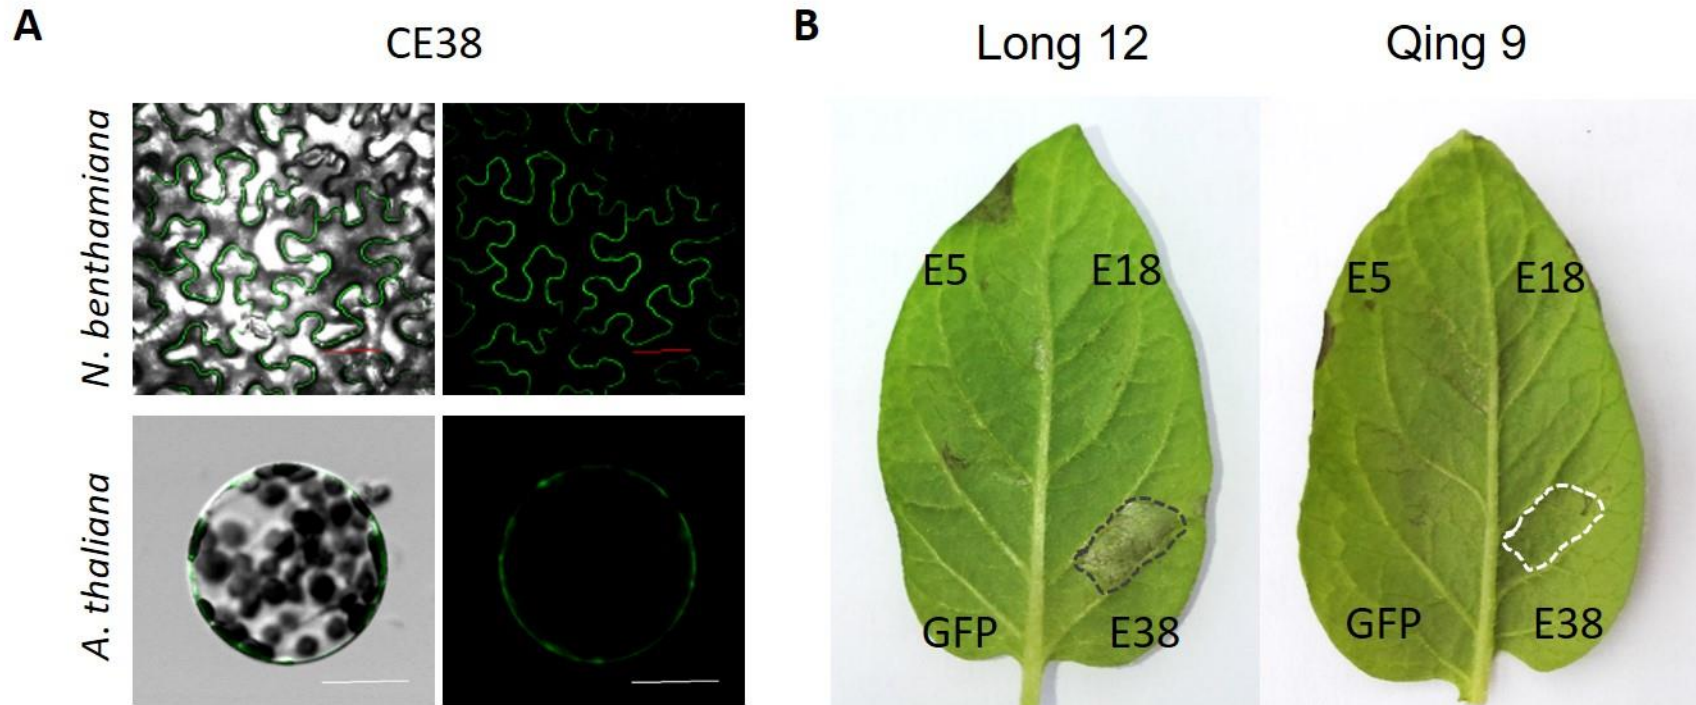 A
CE38
N. benthamiana
A. thaliana
B
Long 12
Qing 9
E5
E18
GFP
E38
E5
E18
GFP
E38